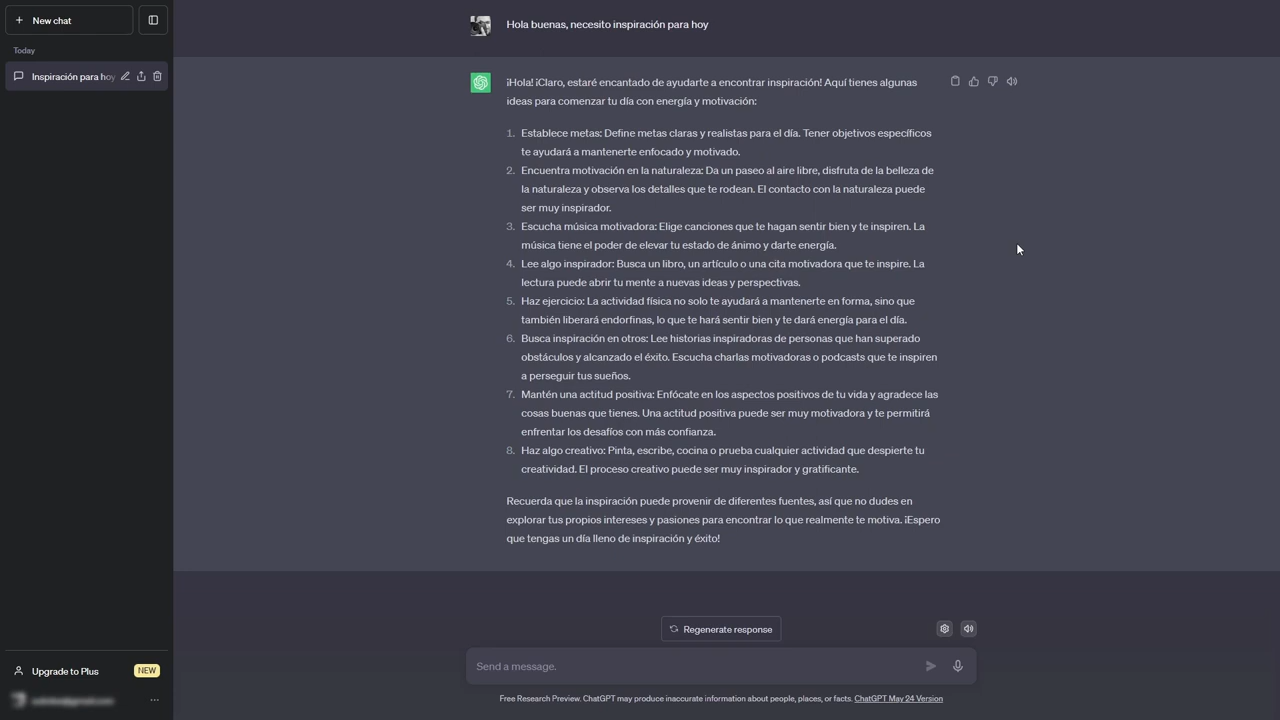 New chat
Today
Inspiración para hoy
Hola buenas, necesito inspiración para hoy
¡Hola! ¡Claro, estaré encantado de ayudarte a encontrar inspiración! Aquí tienes algunas
ideas para comenzar tu día con energía y motivación:
1. Establece metas: Define metas claras y realistas para el día. Tener objetivos específicos
te ayudará a mantenerte enfocado y motivado.
2. Encuentra motivación en la naturaleza: Da un paseo al aire libre, disfruta de la belleza de
la naturaleza y observa los detalles que te rodean. El contacto con la naturaleza puede
ser muy inspirador.
3. Escucha música motivadora: Elige canciones que te hagan sentir bien y te inspiren. La
música tiene el poder de elevar tu estado de ánimo y darte energía.
4. Lee algo inspirador: Busca un libro, un artículo o una cita motivadora que te inspire. La
lectura puede abrir tu mente a nuevas ideas y perspectivas.
5. Haz ejercicio: La actividad física no solo te ayudará a mantenerte en forma, sino que
también liberará endorfinas, lo que te hará sentir bien y te dará energía para el día.
6. Busca inspiración en otros: Lee historias inspiradoras de personas que han superado
obstáculos y alcanzado el éxito. Escucha charlas motivadoras o podcasts que te inspiren
a perseguir tus sueños.
7. Mantén una actitud positiva: Enfócate en los aspectos positivos de tu vida y agradece las
cosas buenas que tienes. Una actitud positiva puede ser muy motivadora y te permitirá
enfrentar los desafíos con más confianza.
8. Haz algo creativo: Pinta, escribe, cocina o prueba cualquier actividad que despierte tu
creatividad. El proceso creativo puede ser muy inspirador y gratificante.
Recuerda que la inspiración puede provenir de diferentes fuentes, así que no dudes en
explorar tus propios intereses y pasiones para encontrar lo que realmente te motiva. ¡Espero
que tengas un día lleno de inspiración y éxito!
Regenerate response
Send a message.
Free Research Preview. ChatGPT may produce inaccurate information about people, places, or facts. ChatGPT May 24 Version
Upgrade to Plus
NEW